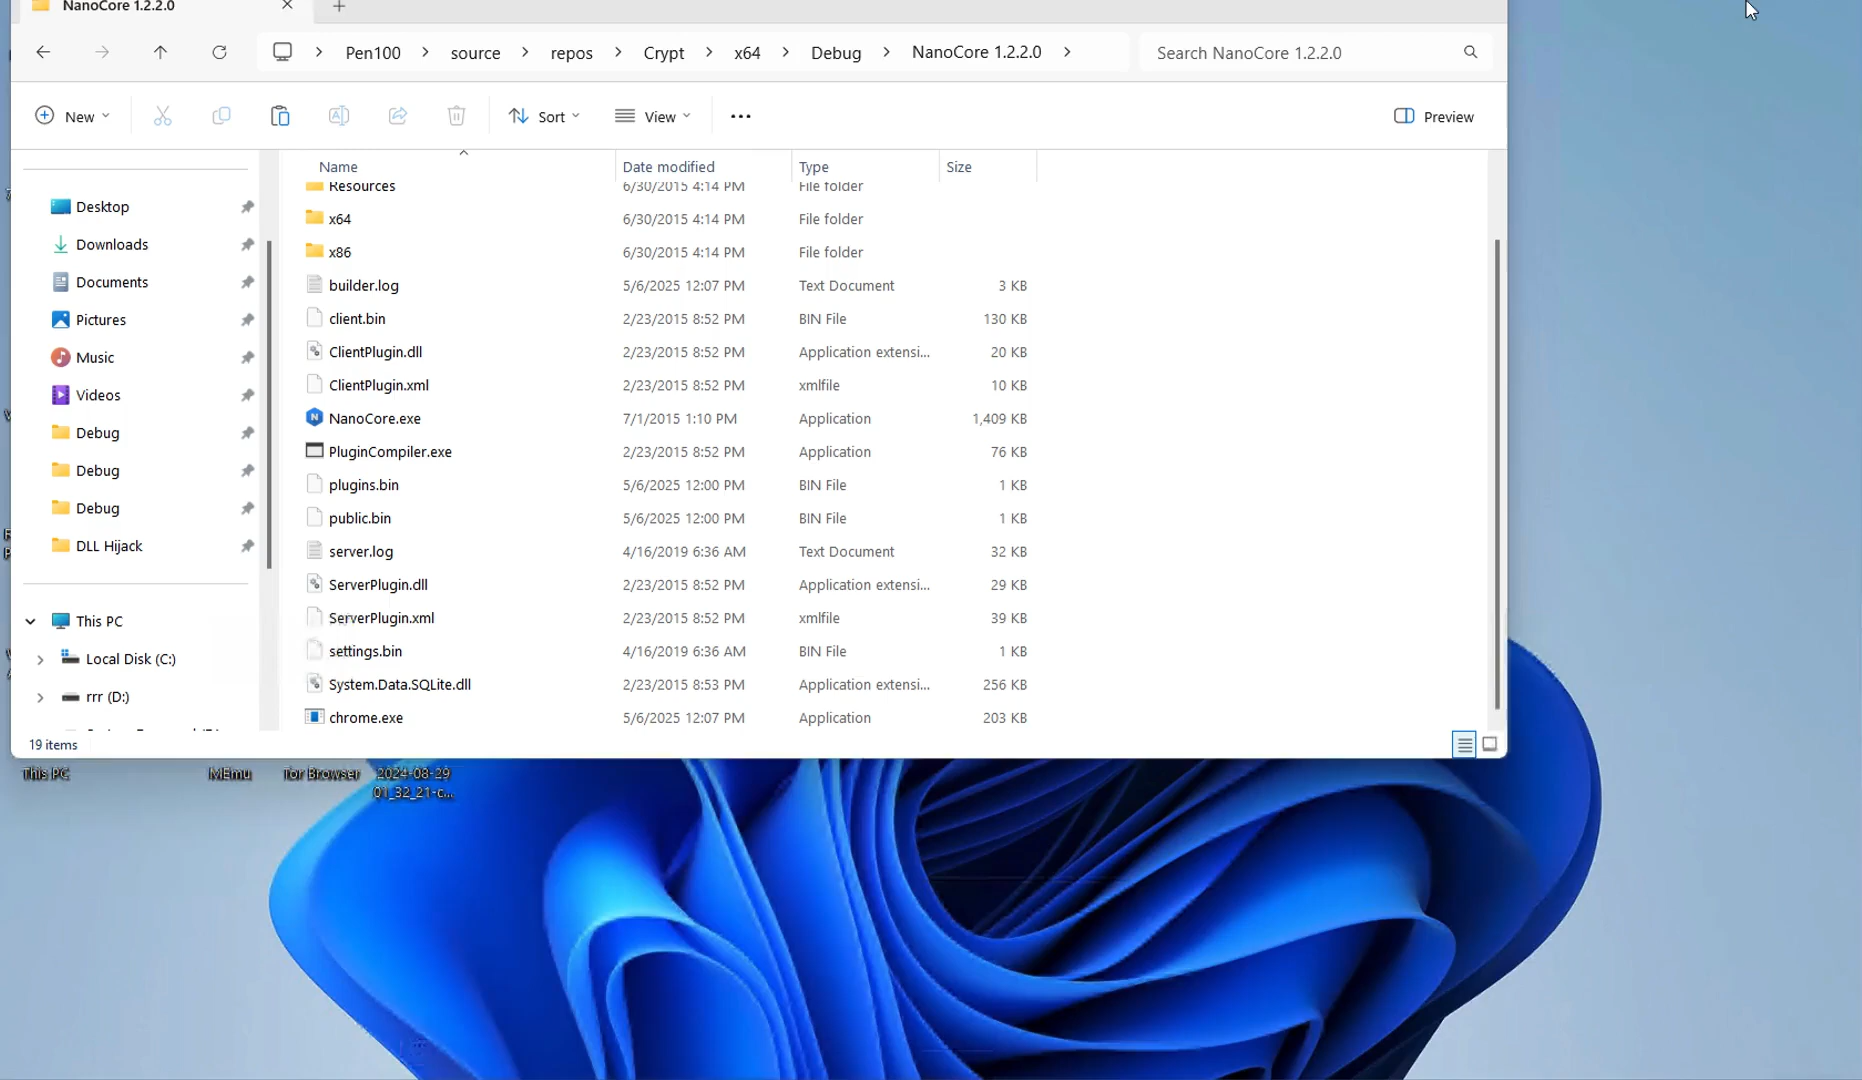 NanoCore 1.2.2.0
Pen100 > source > repos > Crypt > x64 > Debug > NanoCore 1.2.2.0 >
Search NanoCore 1.2.2.0
New
Sort
View
Preview
Name Date modified Type Size
Resources 6/30/2015 4:14 PM File folder
x64 6/30/2015 4:14 PM File folder
x86 6/30/2015 4:14 PM File folder
builder.log 5/6/2025 12:07 PM Text Document 3 KB
client.bin 2/23/2015 8:52 PM BIN File 130 KB
ClientPlugin.dll 2/23/2015 8:52 PM Application extensi... 20 KB
ClientPlugin.xml 2/23/2015 8:52 PM xmlfile 10 KB
NanoCore.exe 7/1/2015 1:10 PM Application 1,409 KB
PluginCompiler.exe 2/23/2015 8:52 PM Application 76 KB
plugins.bin 5/6/2025 12:00 PM BIN File 1 KB
public.bin 5/6/2025 12:00 PM BIN File 1 KB
server.log 4/16/2019 6:36 AM Text Document 32 KB
ServerPlugin.dll 2/23/2015 8:52 PM Application extensi... 29 KB
ServerPlugin.xml 2/23/2015 8:52 PM xmlfile 39 KB
settings.bin 4/16/2019 6:36 AM BIN File 1 KB
System.Data.SQLite.dll 2/23/2015 8:53 PM Application extensi... 256 KB
chrome.exe 5/6/2025 12:07 PM Application 203 KB
Desktop
Downloads
Documents
Pictures
Music
Videos
Debug
Debug
Debug
DLL Hijack
This PC
Local Disk (C:)
rrr (D:)
19 items
This PC
MEmu
Tor Browser
2024-08-29
01_32_21-c...